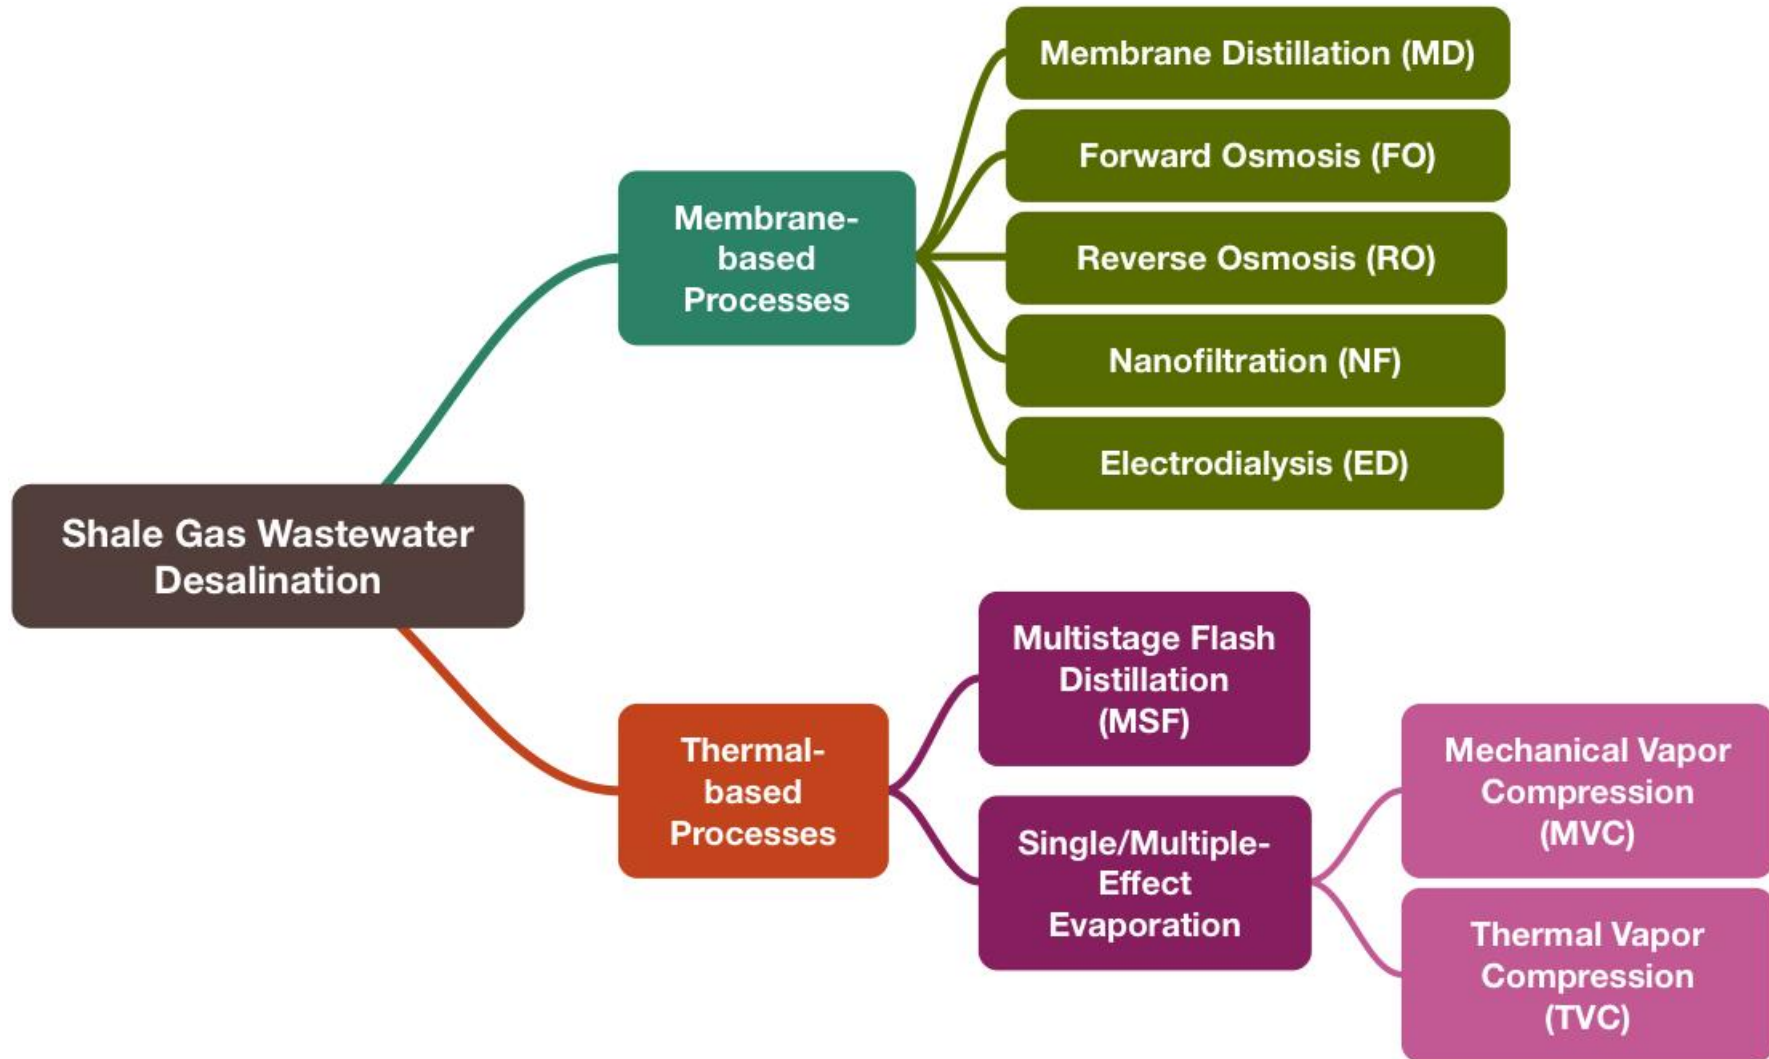 Membrane Distillation (MD)
Forward Osmosis (FO)
Membrane-
based
Processes
Reverse Osmosis (RO)
Nanofiltration (NF)
Electrodialysis (ED)
Shale Gas Wastewater
Desalination
Multistage Flash
Distillation
(MSF)
Thermal-
based
Processes
Single/Multiple-
Effect
Evaporation
Mechanical Vapor
Compression
(MVC)
Thermal Vapor
Compression
(TVC)